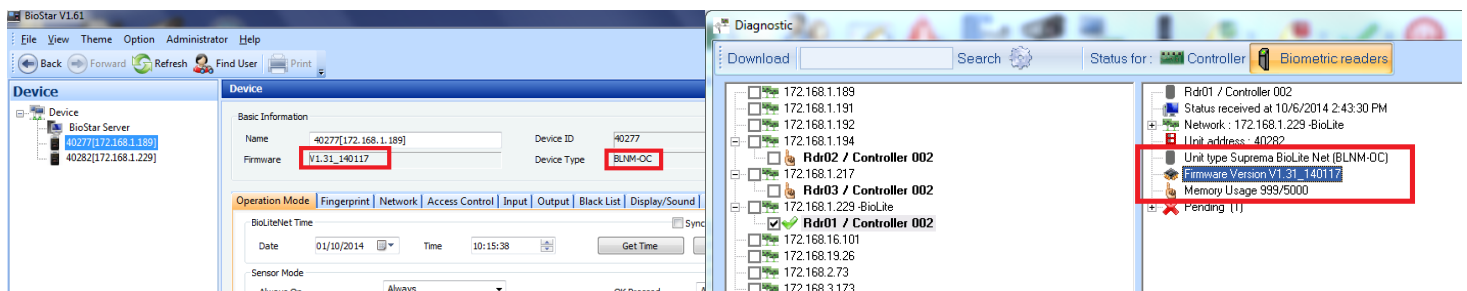 BioStar V1.61
File View Theme Option Administrator Help
Back Forward Refresh Find User Print
Device
Device
BioStar Server
40277[172.168.1.189]
40282[172.168.1.229]
Device
Basic Information
Name 40277[172.168.1.189] Device ID 40277
Firmware V1.31_140117 Device Type BLNM-OC
Operation Mode Fingerprint Network Access Control Input Output Black List Display/Sound
BioLiteNet Time
Sync
Date 01/10/2014 Time 10:15:38 Get Time
Sensor Mode
Always On Always OK Pressed
Diagnostic
Download Search Status for: Controller Biometric readers
172.168.1.189
172.168.1.191
172.168.1.192
172.168.1.194
Rdr02 / Controller 002
172.168.1.217
Rdr03 / Controller 002
172.168.1.229 -BioLite
Rdr01 / Controller 002
172.168.16.101
172.168.19.26
172.168.2.73
172.168.3.173
Rdr01 / Controller 002
Status received at 10/6/2014 2:43:30 PM
Network : 172.168.1.229 -BioLite
Unit address : 40282
Unit type Suprema BioLite Net (BLNM-OC)
Firmware Version V1.31_140117
Memory Usage 999/5000
Pending (1)